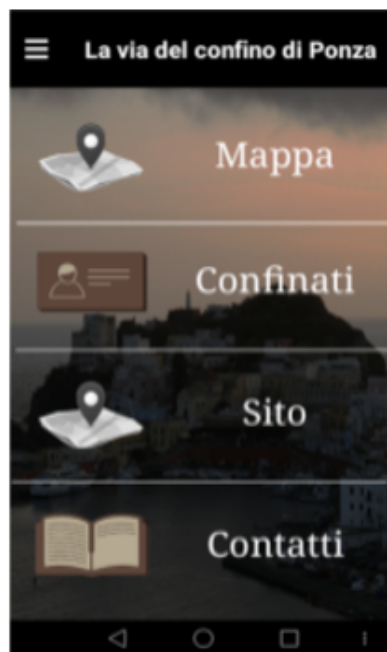 La via del confino di Ponza
Mappa
Confinati
Sito
Contatti